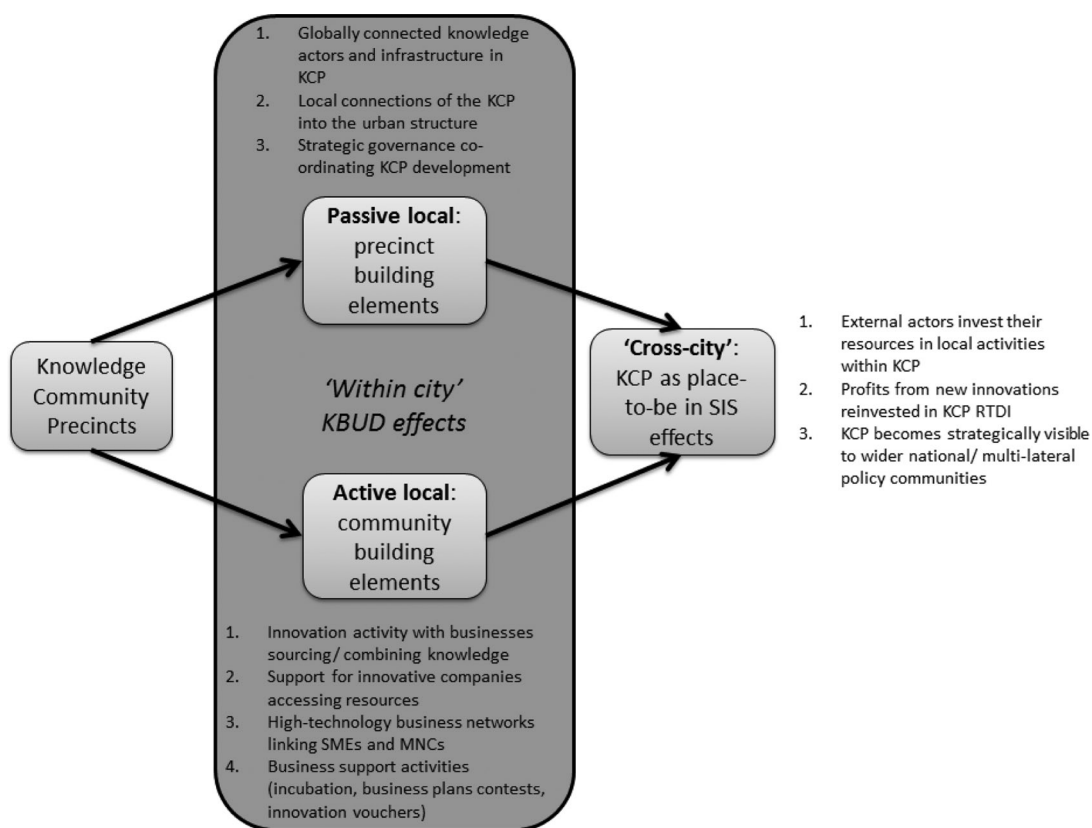 1. Globally connected knowledge
actors and infrastructure in
KCP
2. Local connections of the KCP
into the urban structure
3. Strategic governance co-
ordinating KCP development
Passive local:
precinct
building
elements
Knowledge
Community
Precincts
'Within city'
KBUD effects
'Cross-city':
KCP as place-
to-be in SIS
effects
1. External actors invest their
resources in local activities
within KCP
2. Profits from new innovations
reinvested in KCP RTDI
3. KCP becomes strategically visible
to wider national/ multi-lateral
policy communities
Active local:
community
building
elements
1. Innovation activity with businesses
sourcing/ combining knowledge
2. Support for innovative companies
accessing resources
3. High-technology business networks
linking SMEs and MNCs
4. Business support activities
(incubation, business plans contests,
innovation vouchers)